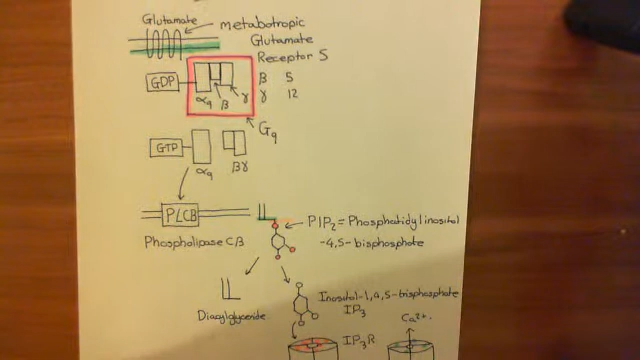 Glutamate
metabotropic
Glutamate
Receptor 5
GDP
β 5
γ 12
αq β γ
Gq
GTP
αq βγ
PLCβ
PIP2 = Phosphatidylinositol
-4,5-bisphosphate
Phospholipase Cβ
Diacylglyceride
Inositol-1,4,5-trisphosphate
IP3
Ca2+
IP3R